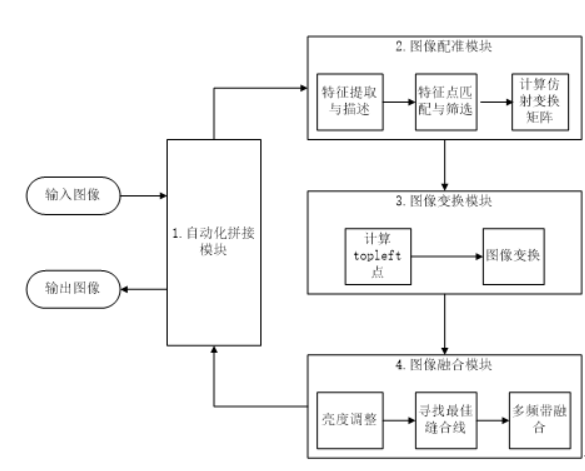 2.图像配准模块
特征提取
与描述
特征点匹
配与筛选
计算仿
射变换
矩阵
输入图像
1.自动化拼接
模块
输出图像
3.图像变换模块
计算
topleft
点
图像变换
4.图像融合模块
亮度调整
寻找最佳
缝合线
多频带融
合